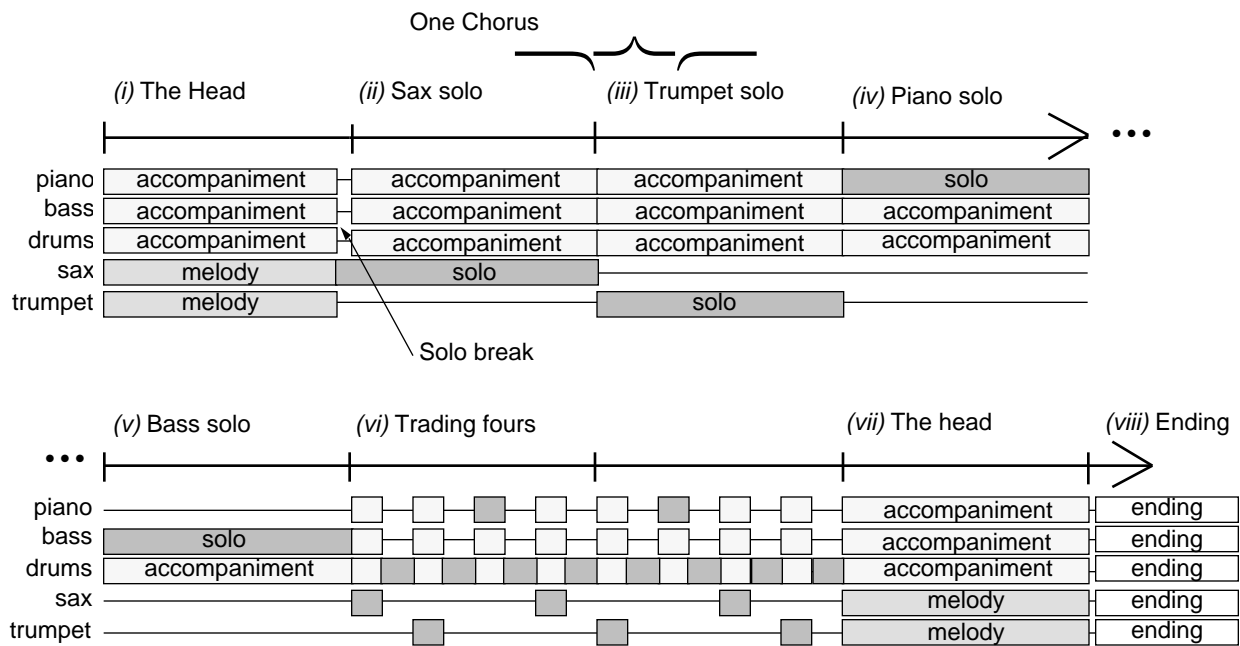 One Chorus
(i) The Head (ii) Sax solo (iii) Trumpet solo (iv) Piano solo
•••
piano accompaniment accompaniment accompaniment solo
bass accompaniment accompaniment accompaniment accompaniment
drums accompaniment accompaniment accompaniment accompaniment
sax melody solo
trumpet melody solo
Solo break
(v) Bass solo (vi) Trading fours (vii) The head (viii) Ending
•••
piano accompaniment ending
bass solo accompaniment ending
drums accompaniment accompaniment ending
sax melody ending
trumpet melody ending